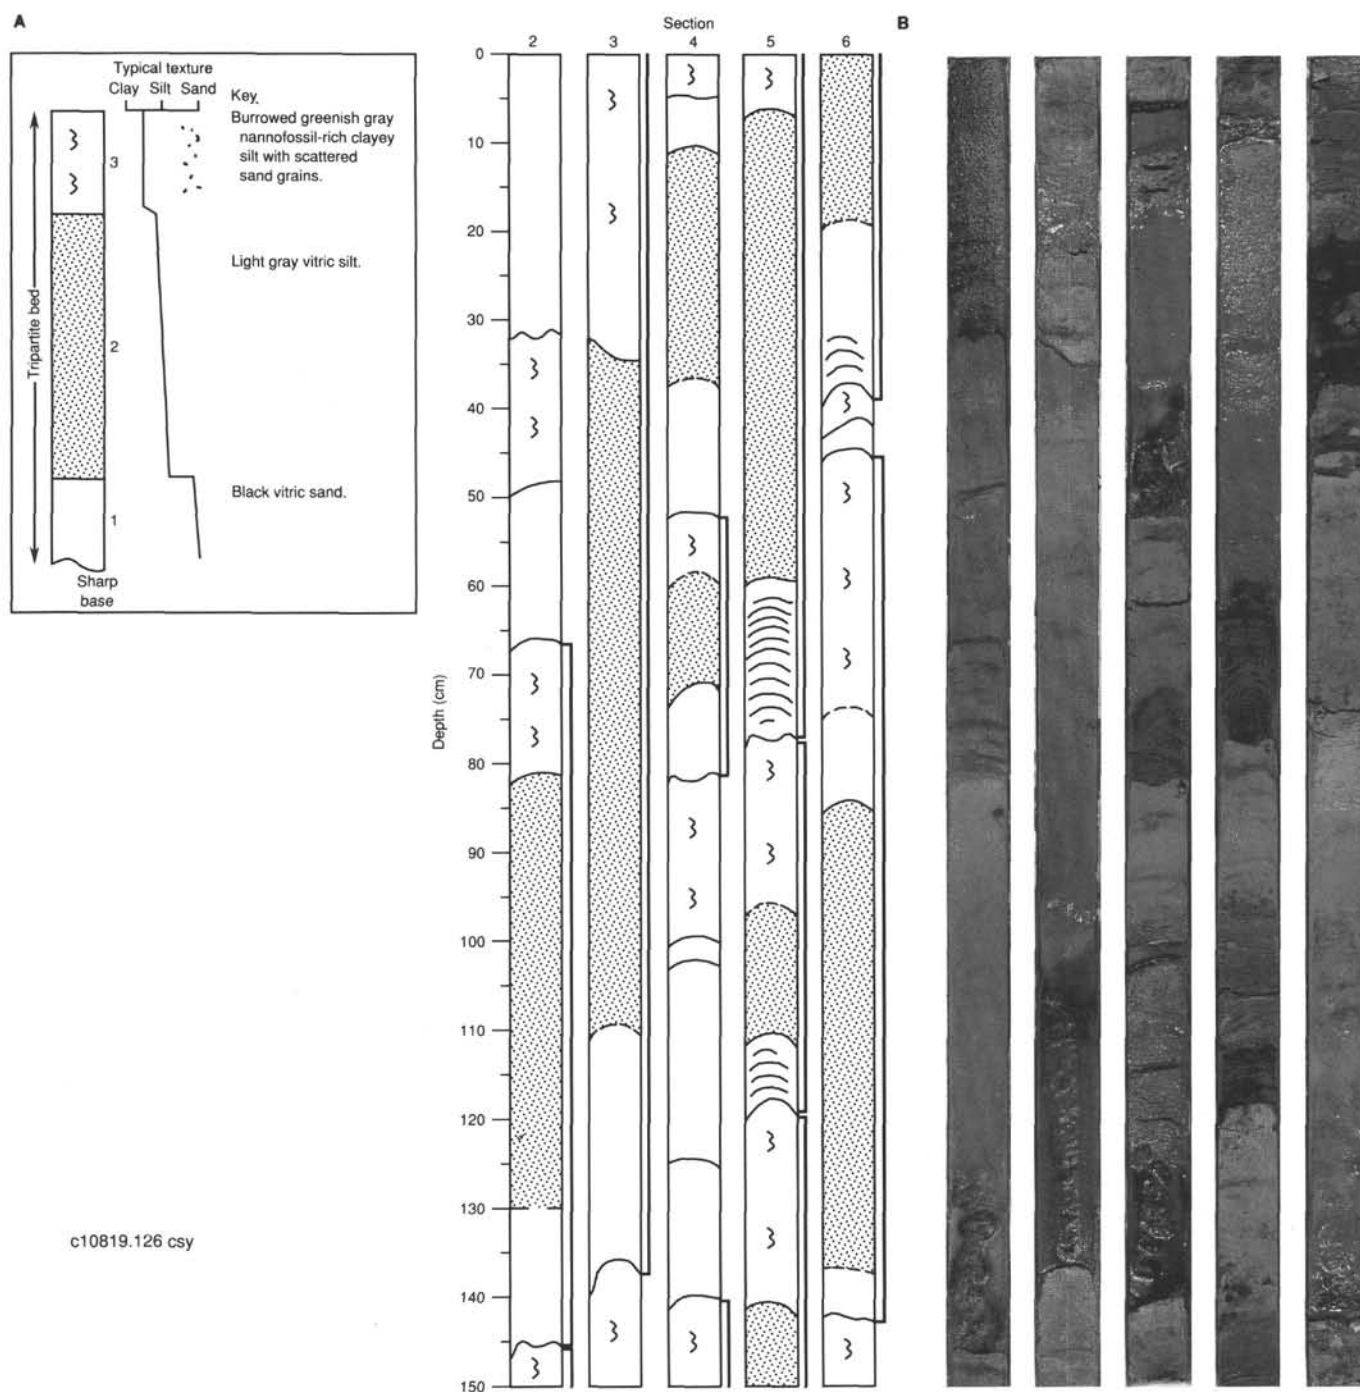 A
Typical texture
Clay Silt Sand
Key.
Burrowed greenish gray
nannofossil-rich clayey
silt with scattered
sand grains.
3
Tripartite bed
Light gray vitric silt.
2
Black vitric sand.
1
Sharp
base
c10819.126 csy
Section
2 3 4 5 6
Depth (cm)
0
10
20
30
40
50
60
70
80
90
100
110
120
130
140
150
B